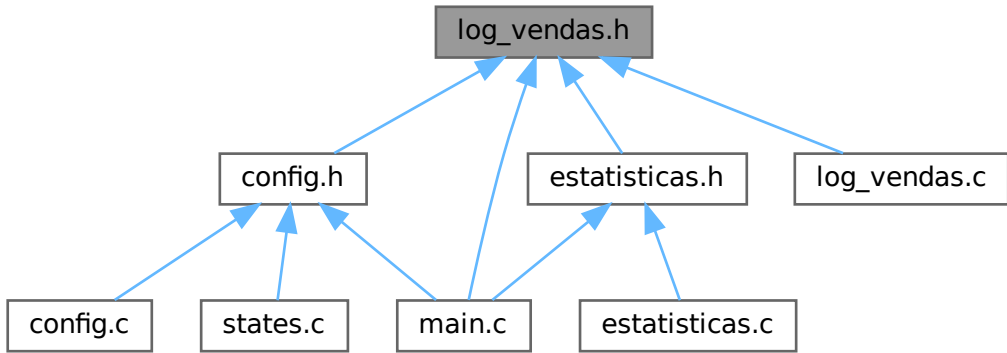 log_vendas.h
config.h
estatisticas.h
log_vendas.c
config.c
states.c
main.c
estatisticas.c